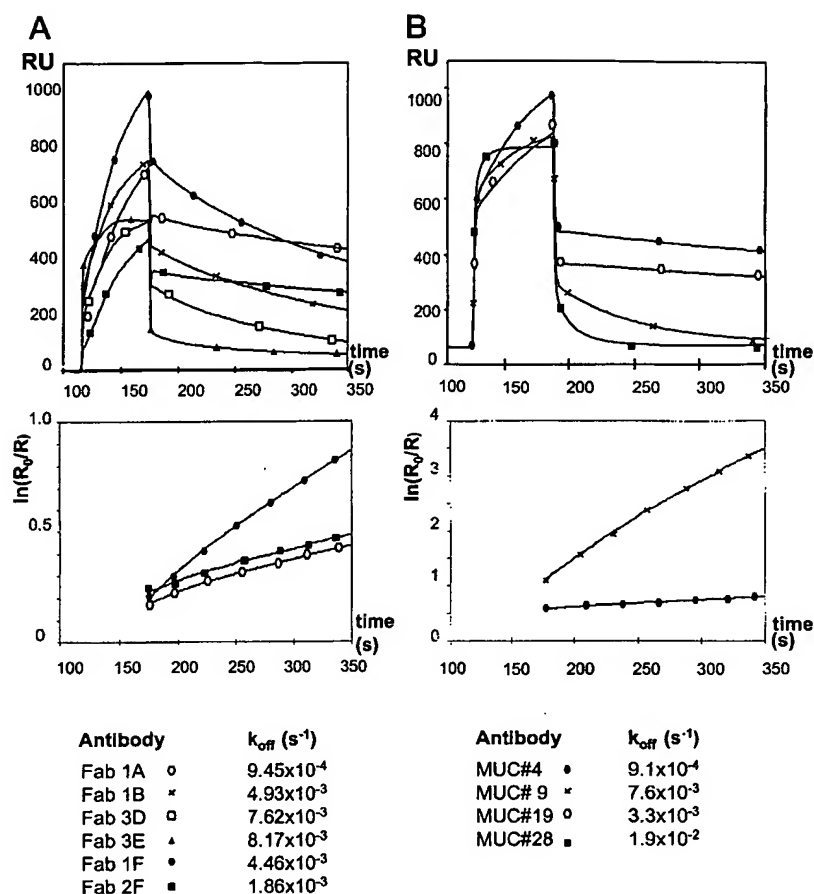 A
RU
1000
800
600
400
200
0
time
(s)
100 150 200 250 300 350
B
RU
1000
800
600
400
200
0
time
(s)
100 150 200 250 300 350
ln(R0/R)
1.0
0.5
0
time
(s)
100 150 200 250 300 350
ln(R0/R)
4
3
2
1
0
time
(s)
100 150 200 250 300 350
Antibody koff (s-1)
Fab 1A 9.45x10-4
Fab 1B 4.93x10-3
Fab 3D 7.62x10-3
Fab 3E 8.17x10-3
Fab 1F 4.46x10-3
Fab 2F 1.86x10-3
Antibody koff (s-1)
MUC#4 9.1x10-4
MUC# 9 7.6x10-3
MUC#19 3.3x10-3
MUC#28 1.9x10-2